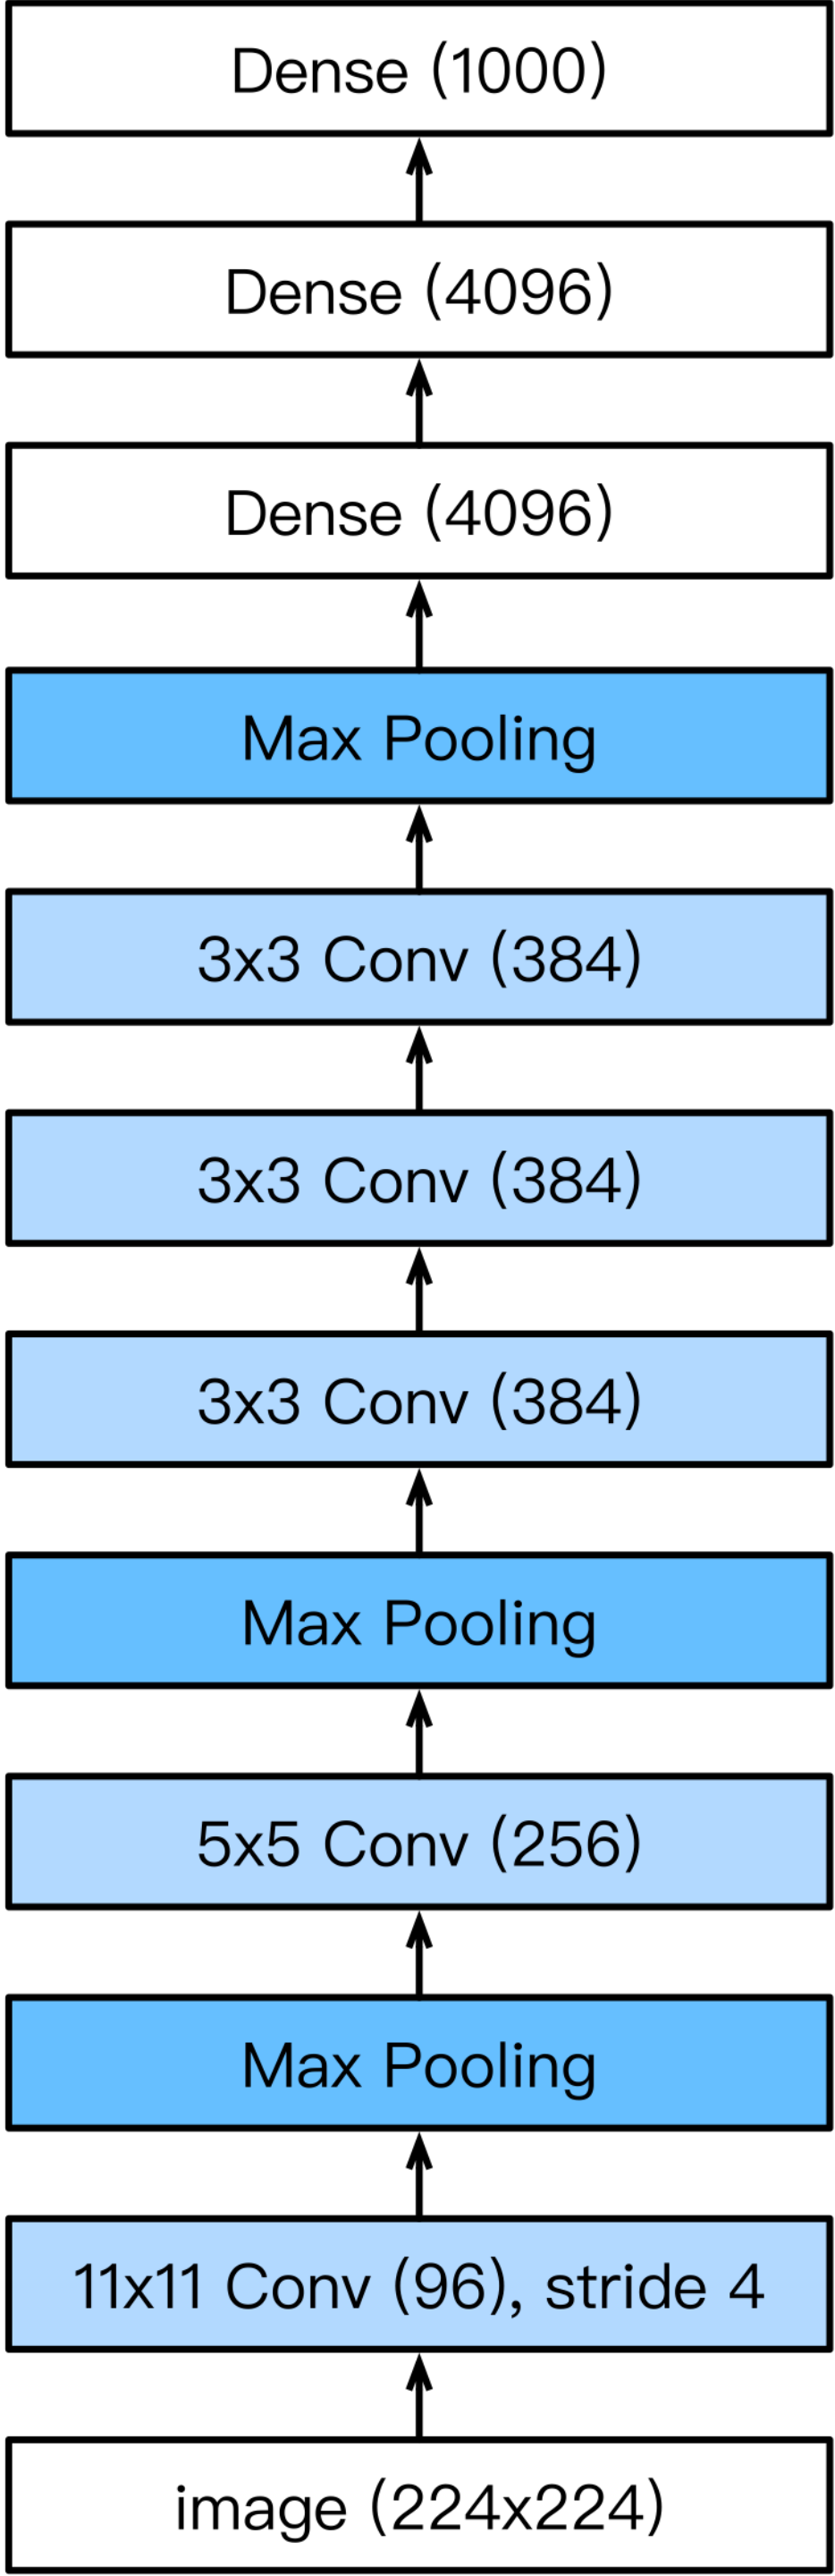 Dense (1000)
Dense (4096)
Dense (4096)
Max Pooling
3x3 Conv (384)
3x3 Conv (384)
3x3 Conv (384)
Max Pooling
5x5 Conv (256)
Max Pooling
11x11 Conv (96), stride 4
image (224x224)